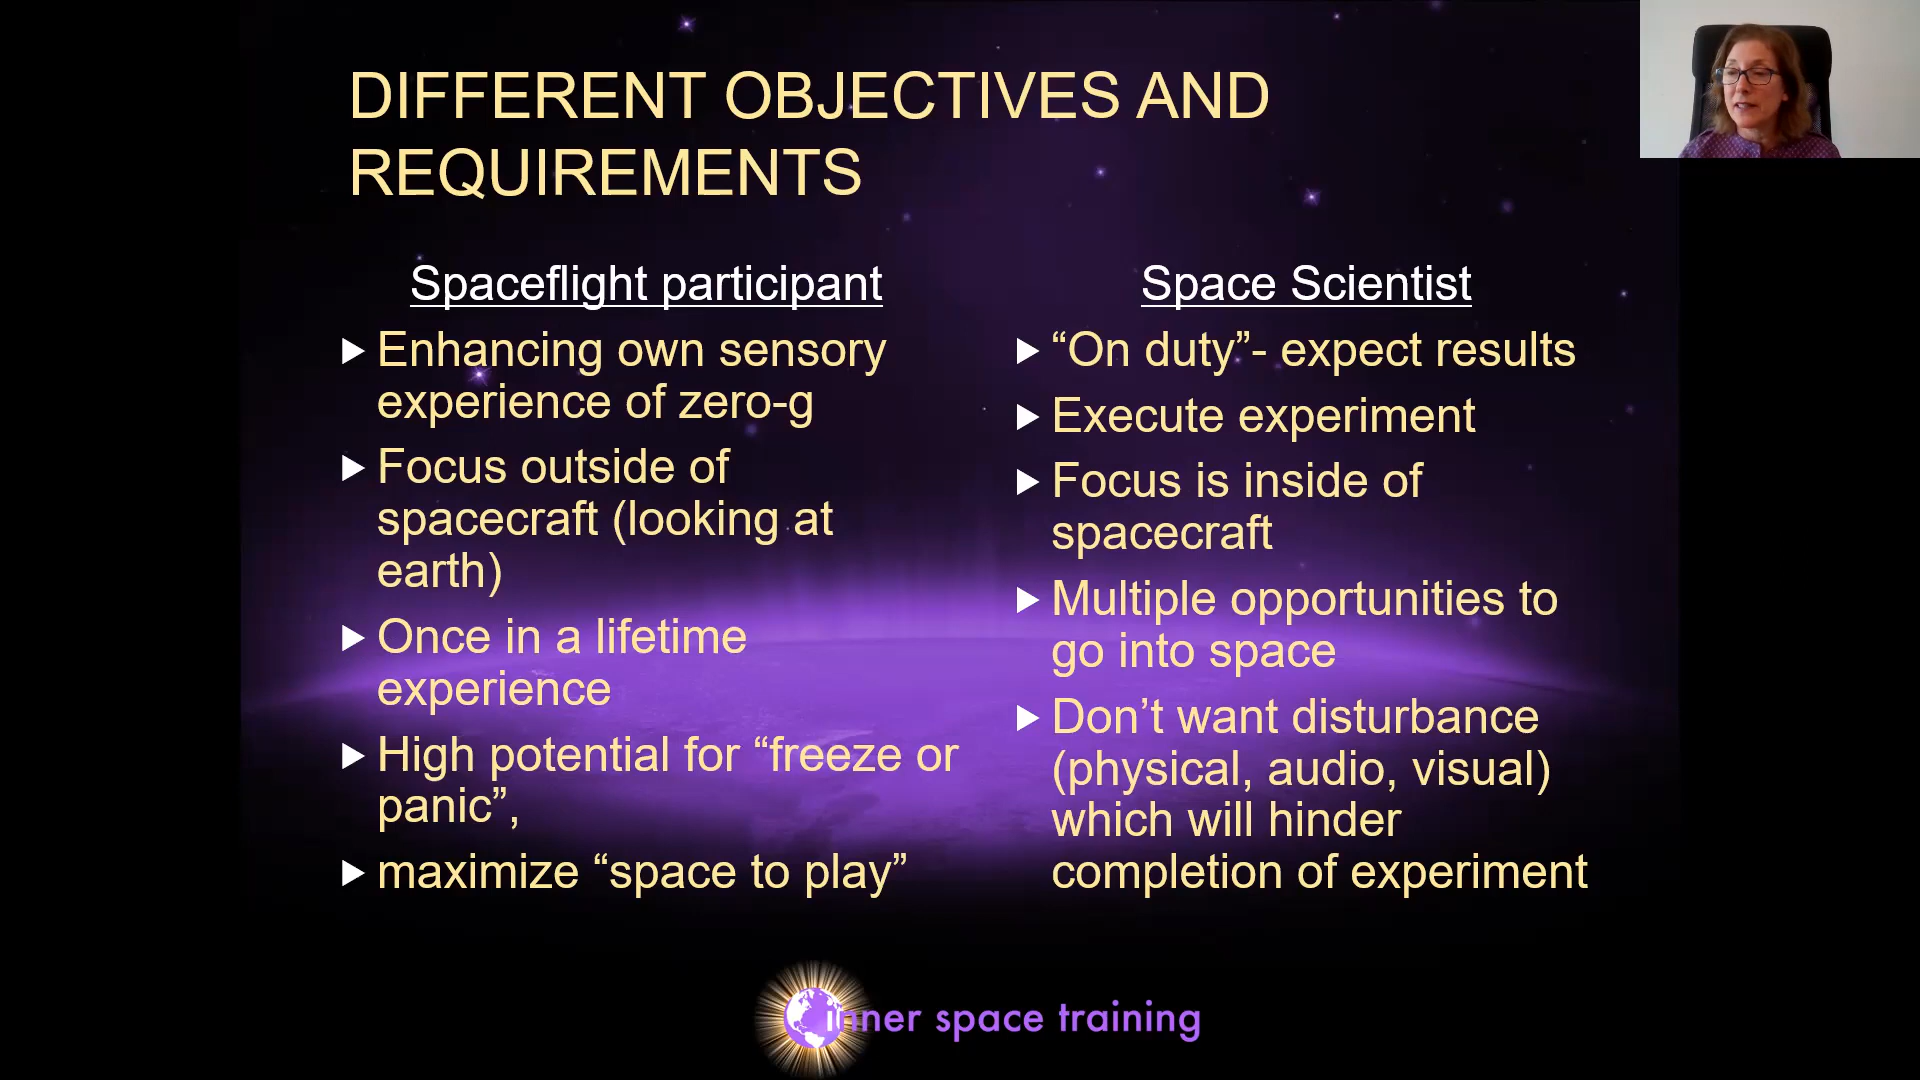 DIFFERENT OBJECTIVES AND
REQUIREMENTS
Spaceflight participant
Enhancing own sensory
experience of zero-g
Focus outside of
spacecraft (looking at
earth)
Once in a lifetime
experience
High potential for “freeze or
panic”,
maximize “space to play”
Space Scientist
“On duty”- expect results
Execute experiment
Focus is inside of
spacecraft
Multiple opportunities to
go into space
Don’t want disturbance
(physical, audio, visual)
which will hinder
completion of experiment
inner space training